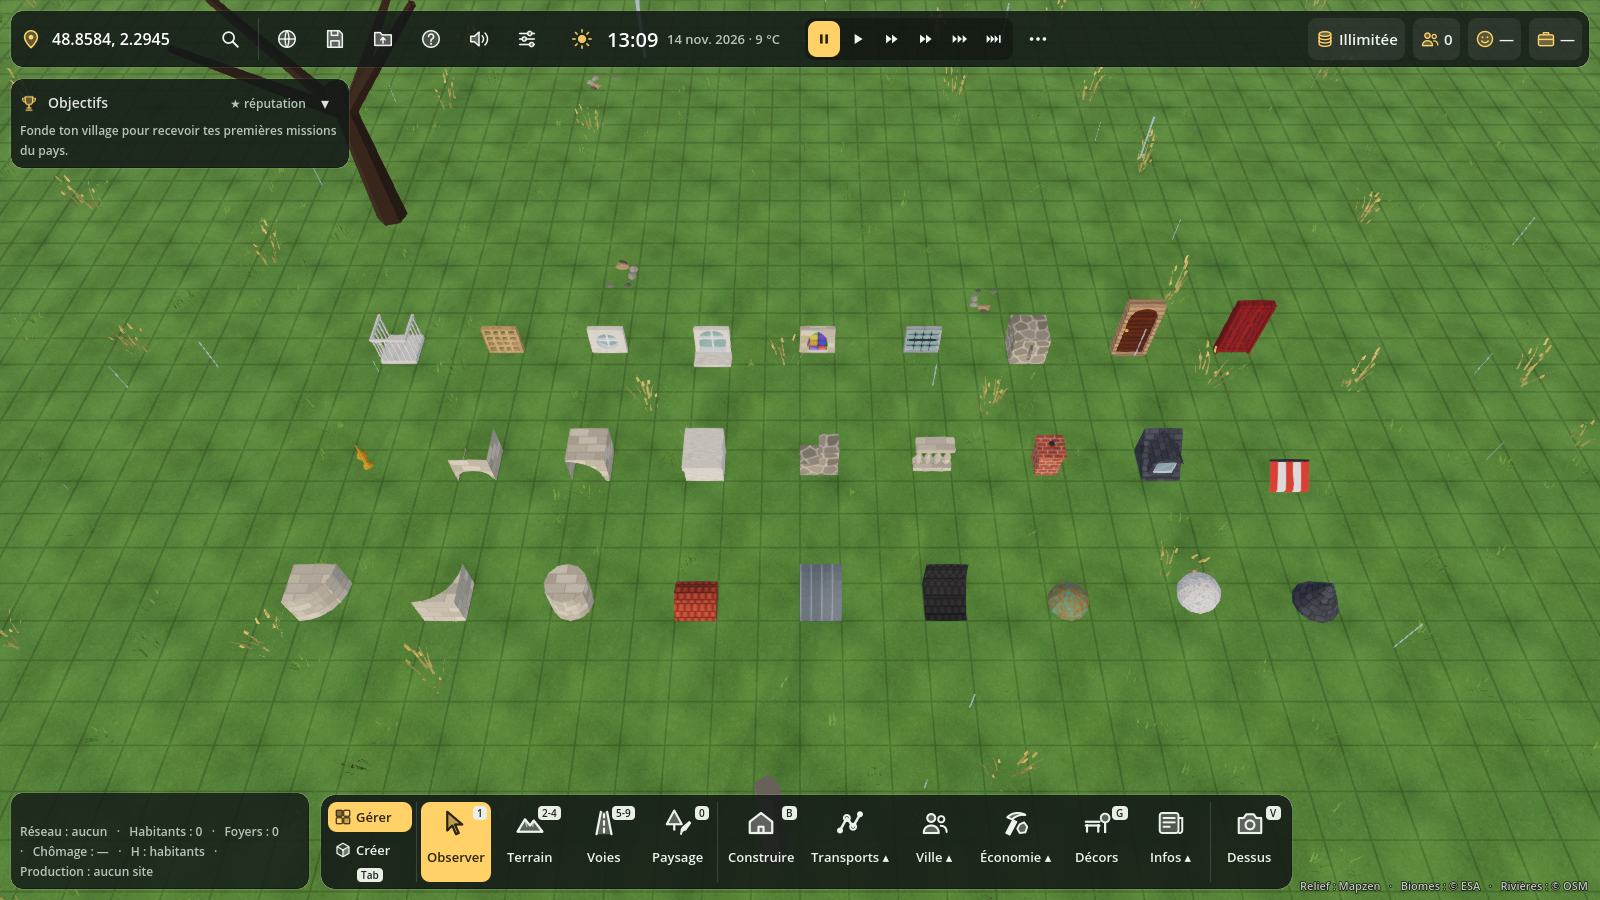 48.8584, 2.2945
13:09 14 nov. 2026 · 9 °C
Illimitée
0
—
—
Objectifs
★ réputation ▼
Fonde ton village pour recevoir tes premières missions
du pays.
Réseau : aucun · Habitants : 0 · Foyers : 0
· Chômage : — · H : habitants ·
Production : aucun site
Gérer
Créer
Tab
1
Observer
2-4
Terrain
5-9
Voies
0
Paysage
B
Construire
Transports ▴
Ville ▴
Économie ▴
G
Décors
Infos ▴
V
Dessus
Relief : Mapzen · Biomes : © ESA · Rivières : © OSM